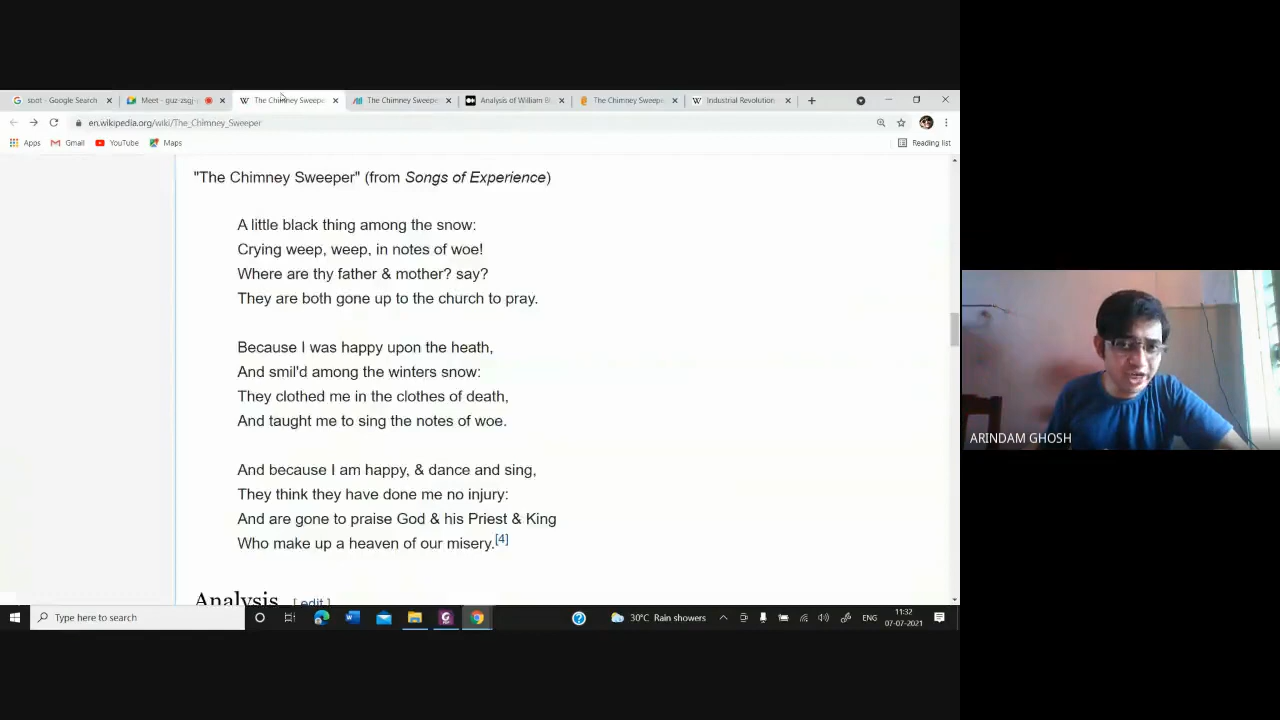 soot - Google Search
Meet - guz-zsgj-
The Chimney Sweepe
The Chimney Sweepe
Analysis of William Bl
The Chimney Sweepe
Industrial Revolution
en.wikipedia.org/wiki/The_Chimney_Sweeper
Apps
Gmail
YouTube
Maps
Reading list
"The Chimney Sweeper" (from Songs of Experience)
A little black thing among the snow:
Crying weep, weep, in notes of woe!
Where are thy father & mother? say?
They are both gone up to the church to pray.
Because I was happy upon the heath,
And smil'd among the winters snow:
They clothed me in the clothes of death,
And taught me to sing the notes of woe.
And because I am happy, & dance and sing,
They think they have done me no injury:
And are gone to praise God & his Priest & King
Who make up a heaven of our misery.[4]
Analysis [ edit ]
ARINDAM GHOSH
Type here to search
30°C Rain showers
ENG
11:32
07-07-2021